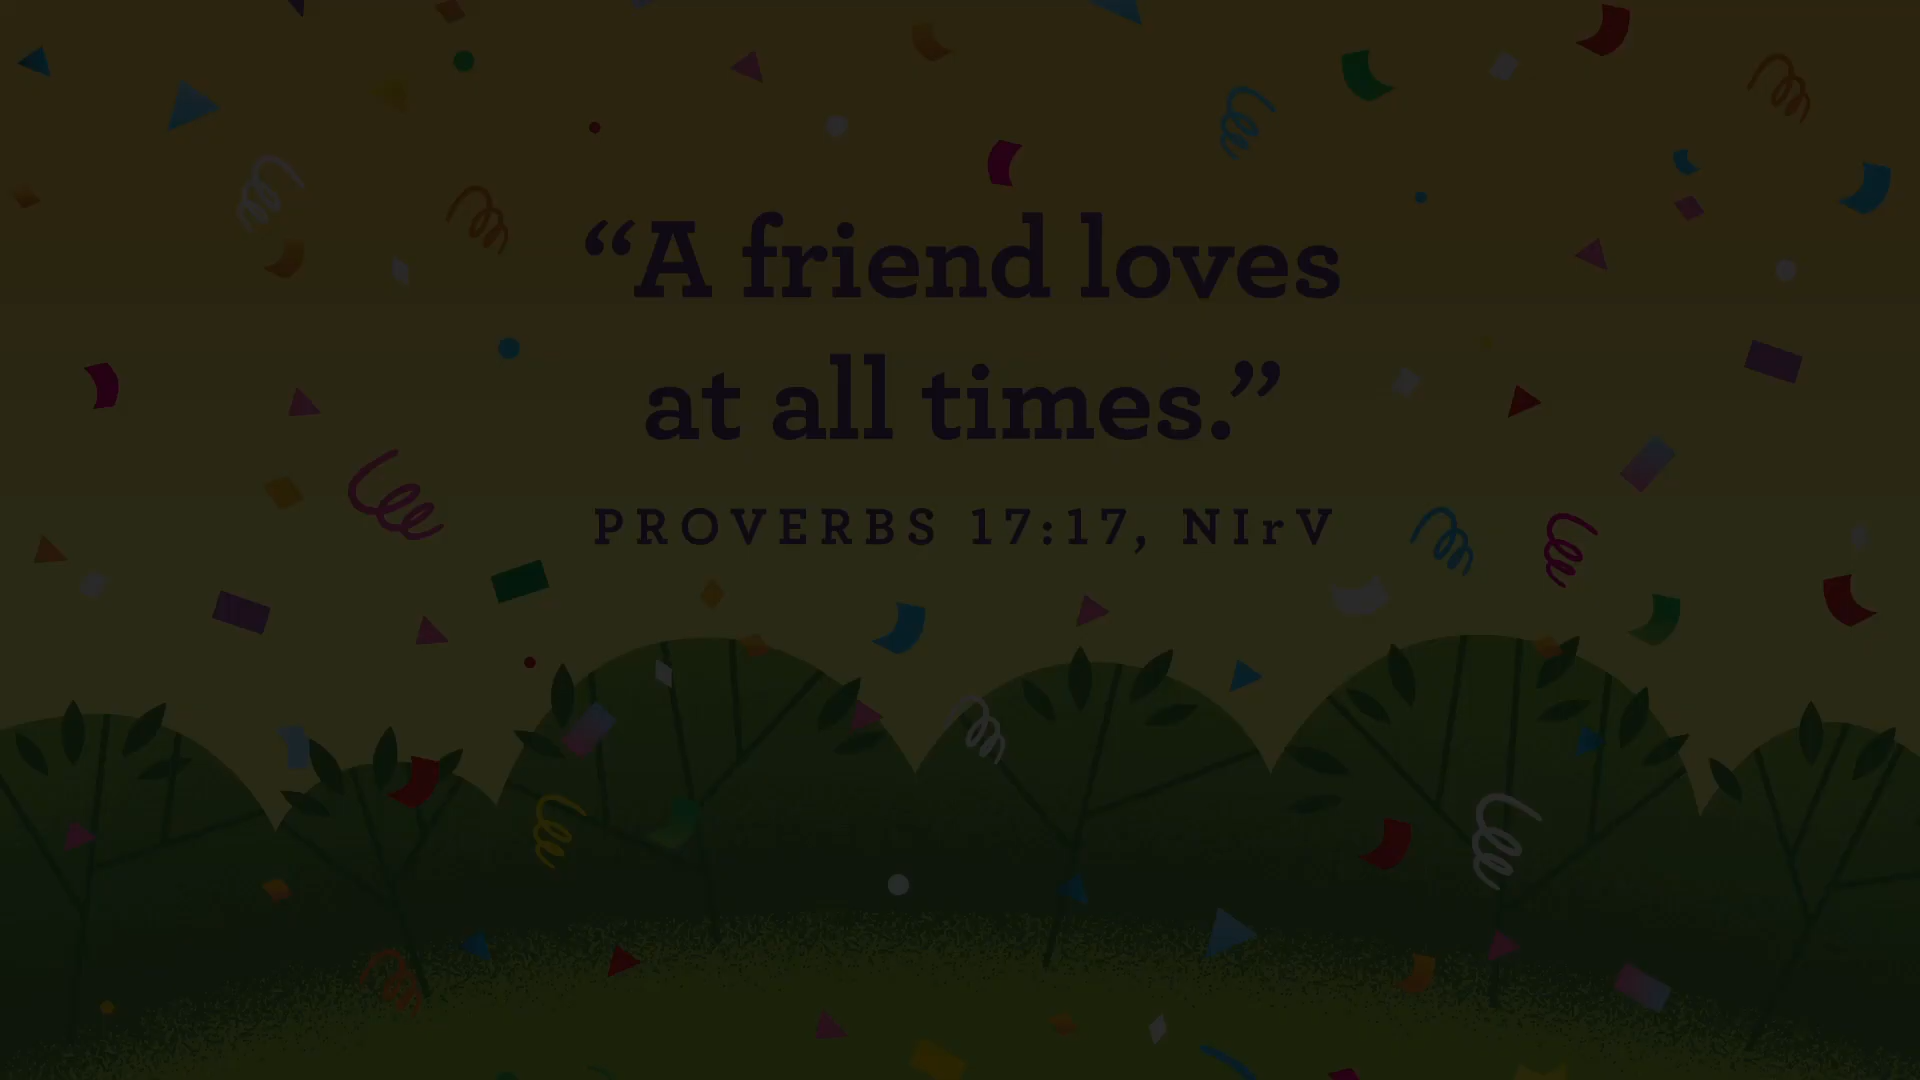 “A friend loves
at all times.”
PROVERBS 17:17, NIrV